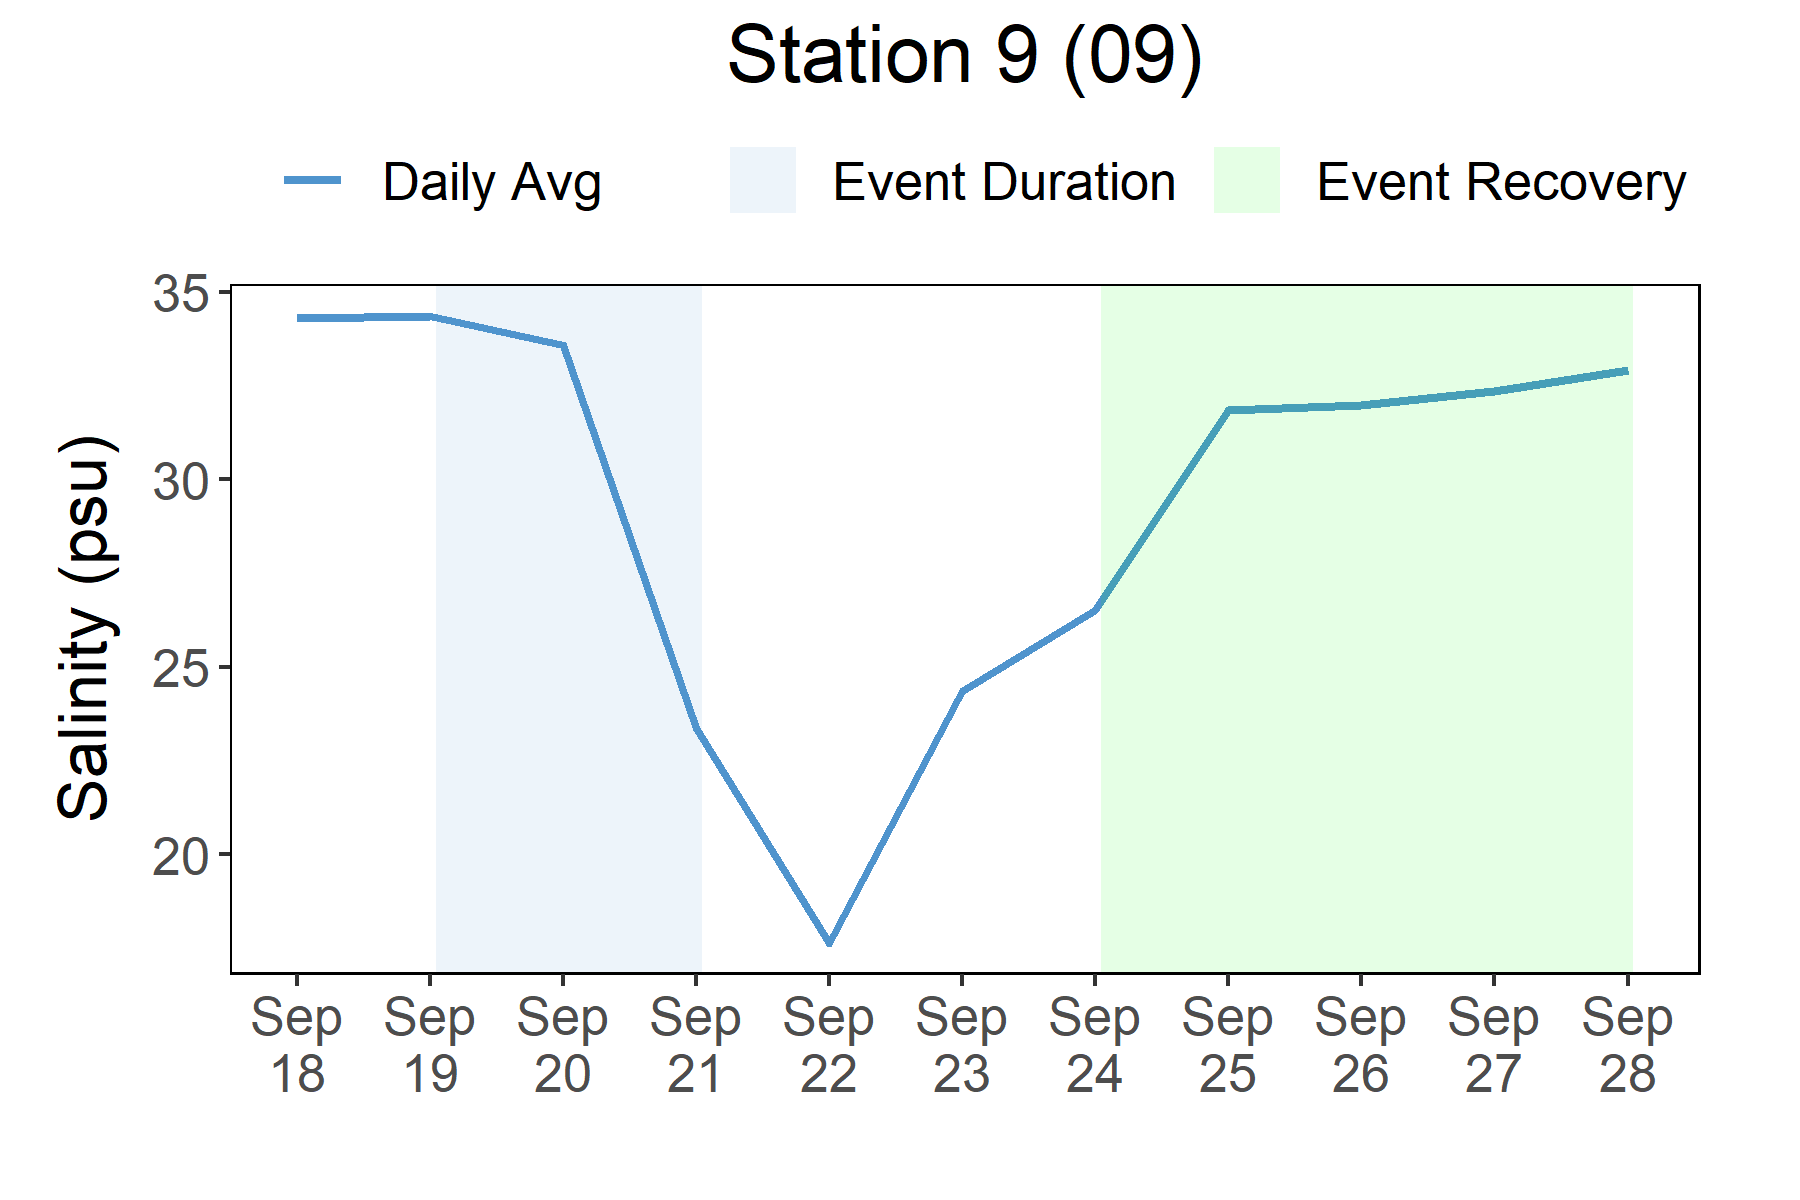 Station 9 (09)
Daily Avg Event Duration Event Recovery
Salinity (psu)
35
30
25
20
Sep Sep Sep Sep Sep Sep Sep Sep Sep Sep Sep
18 19 20 21 22 23 24 25 26 27 28